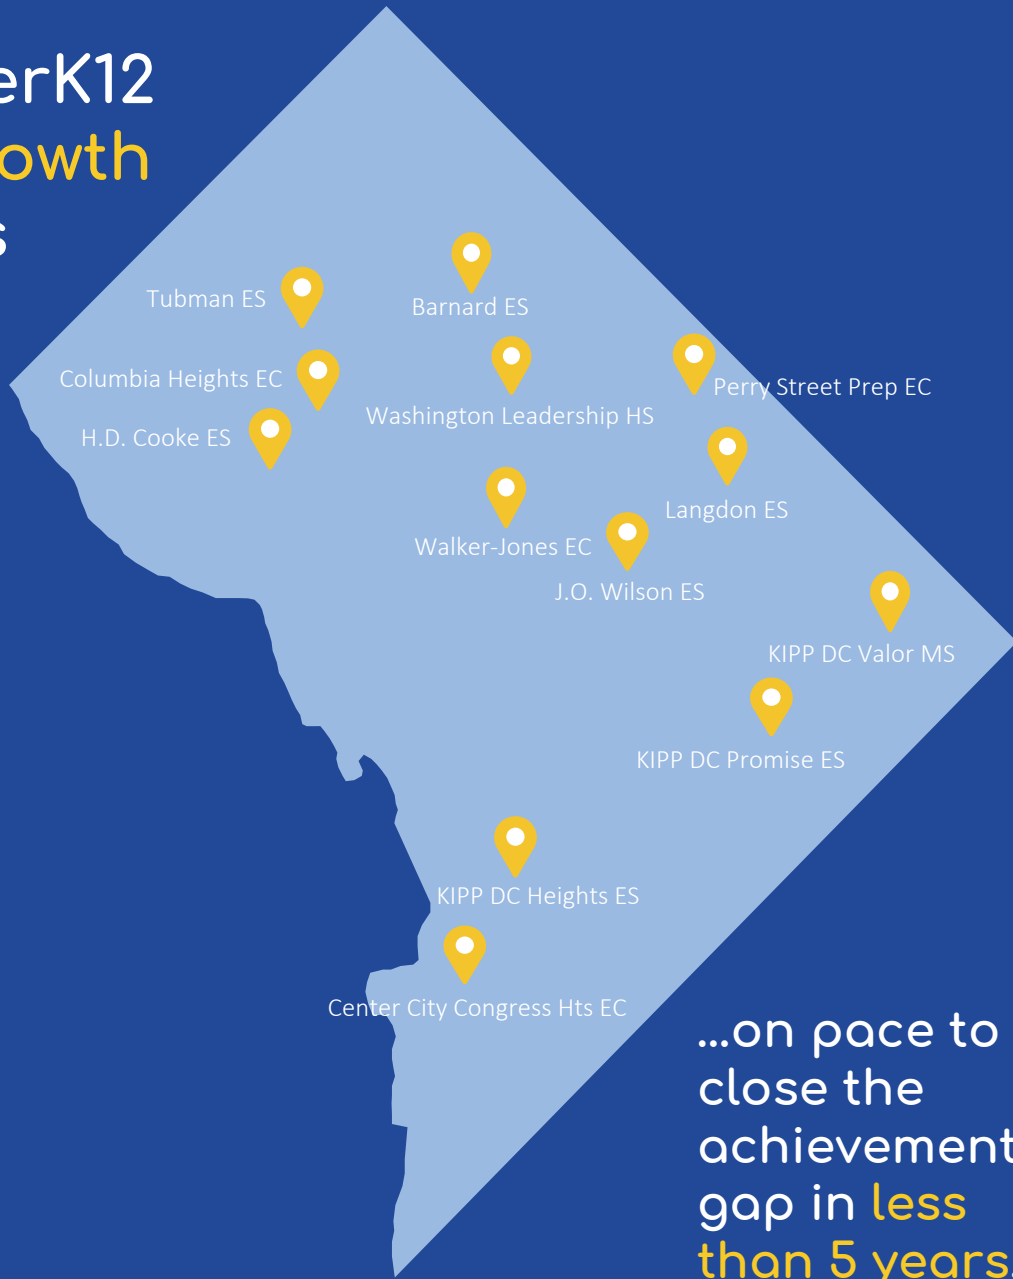 erK12
owth
s
Tubman ES
Barnard ES
Columbia Heights EC
Perry Street Prep EC
Washington Leadership HS
H.D. Cooke ES
Langdon ES
Walker-Jones EC
J.O. Wilson ES
KIPP DC Valor MS
KIPP DC Promise ES
KIPP DC Heights ES
Center City Congress Hts EC
...on pace to
close the
achievement
gap in less
than 5 years.